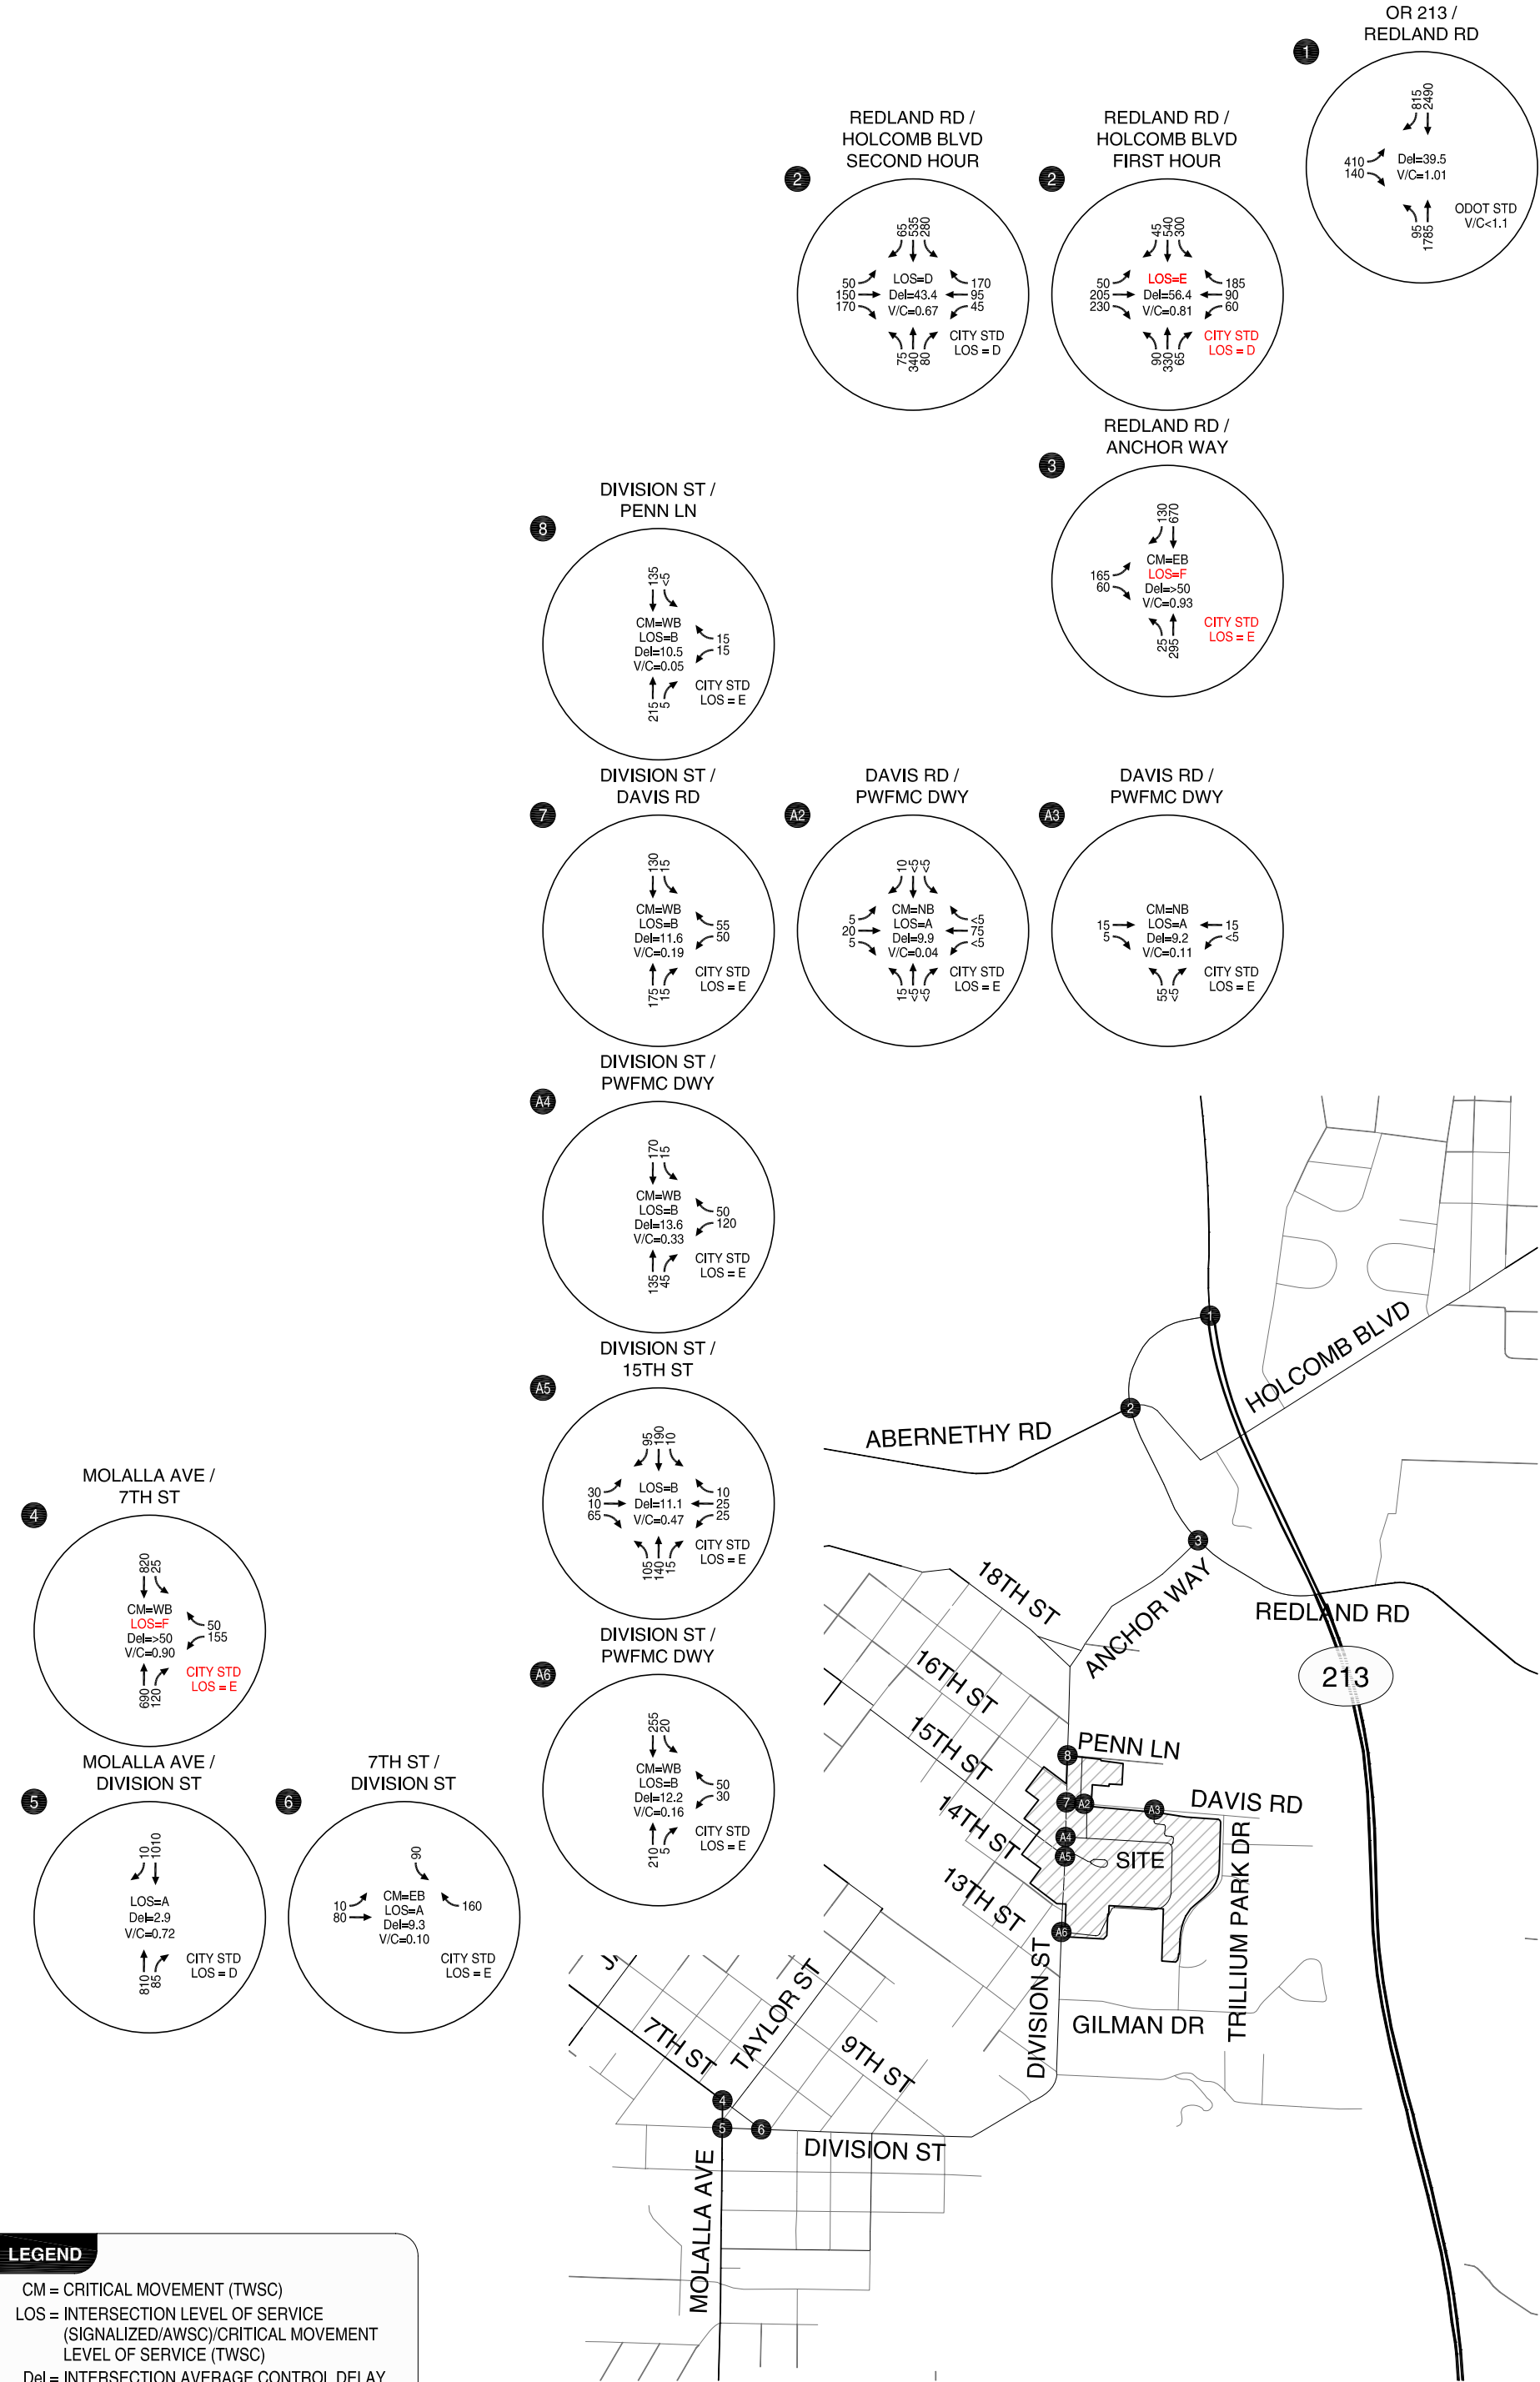 OR 213 /
REDLAND RD
1
815
2490
410
140
Del=39.5
V/C=1.01
ODOT STD
V/C<1.1
95
1785
REDLAND RD /
HOLCOMB BLVD
SECOND HOUR
2
65
535
280
50
150
170
LOS=D
Del=43.4
V/C=0.67
170
95
45
CITY STD
LOS = D
75
340
80
REDLAND RD /
HOLCOMB BLVD
FIRST HOUR
2
45
540
300
50
205
230
LOS=E
Del=56.4
V/C=0.81
185
90
60
CITY STD
LOS = D
90
330
65
REDLAND RD /
ANCHOR WAY
3
130
670
165
60
CM=EB
LOS=F
Del=>50
V/C=0.93
CITY STD
LOS = E
25
295
DIVISION ST /
PENN LN
8
135
<5
CM=WB
LOS=B
Del=10.5
V/C=0.05
15
15
CITY STD
LOS = E
215
5
DIVISION ST /
DAVIS RD
7
130
15
CM=WB
LOS=B
Del=11.6
V/C=0.19
55
50
CITY STD
LOS = E
175
15
DAVIS RD /
PWFMC DWY
A2
10
<5
<5
5
20
5
CM=NB
LOS=A
Del=9.9
V/C=0.04
<5
75
<5
CITY STD
LOS = E
15
<5
<5
DAVIS RD /
PWFMC DWY
A3
15
5
CM=NB
LOS=A
Del=9.2
V/C=0.11
15
<5
CITY STD
LOS = E
55
<5
DIVISION ST /
PWFMC DWY
A4
170
15
CM=WB
LOS=B
Del=13.6
V/C=0.33
50
120
CITY STD
LOS = E
135
45
DIVISION ST /
15TH ST
A5
95
190
10
30
10
65
LOS=B
Del=11.1
V/C=0.47
10
25
25
CITY STD
LOS = E
105
140
15
DIVISION ST /
PWFMC DWY
A6
255
20
CM=WB
LOS=B
Del=12.2
V/C=0.16
50
30
CITY STD
LOS = E
210
5
MOLALLA AVE /
7TH ST
4
820
25
CM=WB
LOS=F
Del=>50
V/C=0.90
50
155
CITY STD
LOS = E
690
120
MOLALLA AVE /
DIVISION ST
5
10
1010
LOS=A
Del=2.9
V/C=0.72
CITY STD
LOS = D
810
85
7TH ST /
DIVISION ST
6
90
10
80
CM=EB
LOS=A
Del=9.3
V/C=0.10
160
CITY STD
LOS = E
1
HOLCOMB BLVD
2
ABERNETHY RD
3
18TH ST
ANCHOR WAY
REDLAND RD
213
16TH ST
15TH ST
8
PENN LN
7
A2
A3
DAVIS RD
14TH ST
A4
A5
SITE
13TH ST
A6
TRILLIUM PARK DR
DIVISION ST
GILMAN DR
TAYLOR ST
7TH ST
9TH ST
4
5
6
DIVISION ST
MOLALLA AVE
LEGEND
CM = CRITICAL MOVEMENT (TWSC)
LOS = INTERSECTION LEVEL OF SERVICE
(SIGNALIZED/AWSC)/CRITICAL MOVEMENT
LEVEL OF SERVICE (TWSC)
Del = INTERSECTION AVERAGE CONTROL DELAY